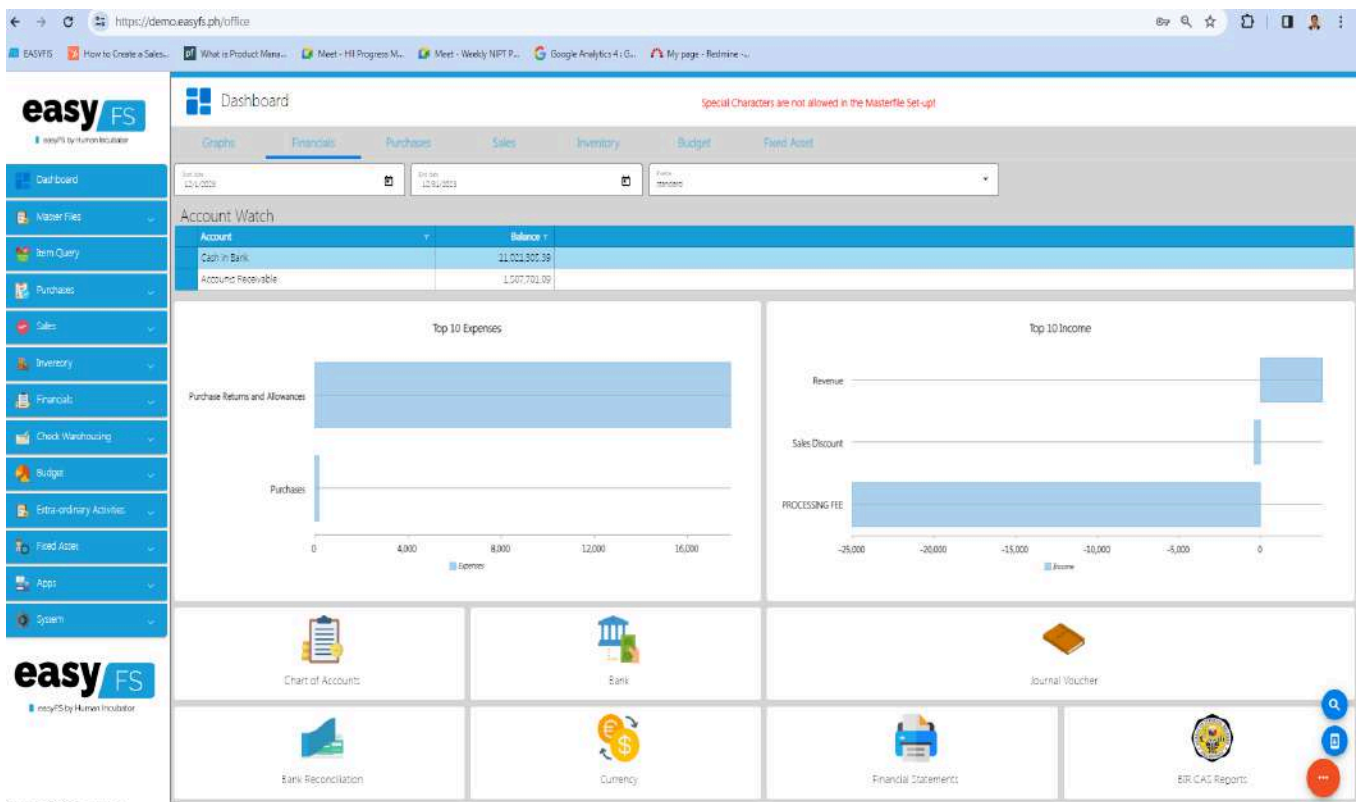 https://demo.easyfs.ph/office
EASYFIS
How to Create a Sales...
What is Product Mana...
Meet - HII Progress M...
Meet - Weekly NIPT P...
Google Analytics 4 : G...
My page - Redmine -...
easy FS
easyFS by Human Incubator
Dashboard
Special Characters are not allowed in the Masterfile Set-up!
Graphs
Financials
Purchases
Sales
Inventory
Budget
Fixed Asset
Start Date
End Date
standard
Account Watch
Account
Balance
Cash in Bank
Accounts Receivable
Dashboard
Master Files
Item Query
Purchases
Sales
Inventory
Financials
Check Warehousing
Budget
Extra-ordinary Activities
Fixed Asset
Apps
System
easy FS
easyFS by Human Incubator
Top 10 Expenses
Purchase Returns and Allowances
Purchases
0 4,000 8,000 12,000 16,000
Expenses
Top 10 Income
Revenue
Sales Discount
PROCESSING FEE
-25,000 -20,000 -15,000 -10,000 -5,000 0
Income
Chart of Accounts
Bank
Journal Voucher
Bank Reconciliation
Currency
Financial Statements
BIR CAS Reports